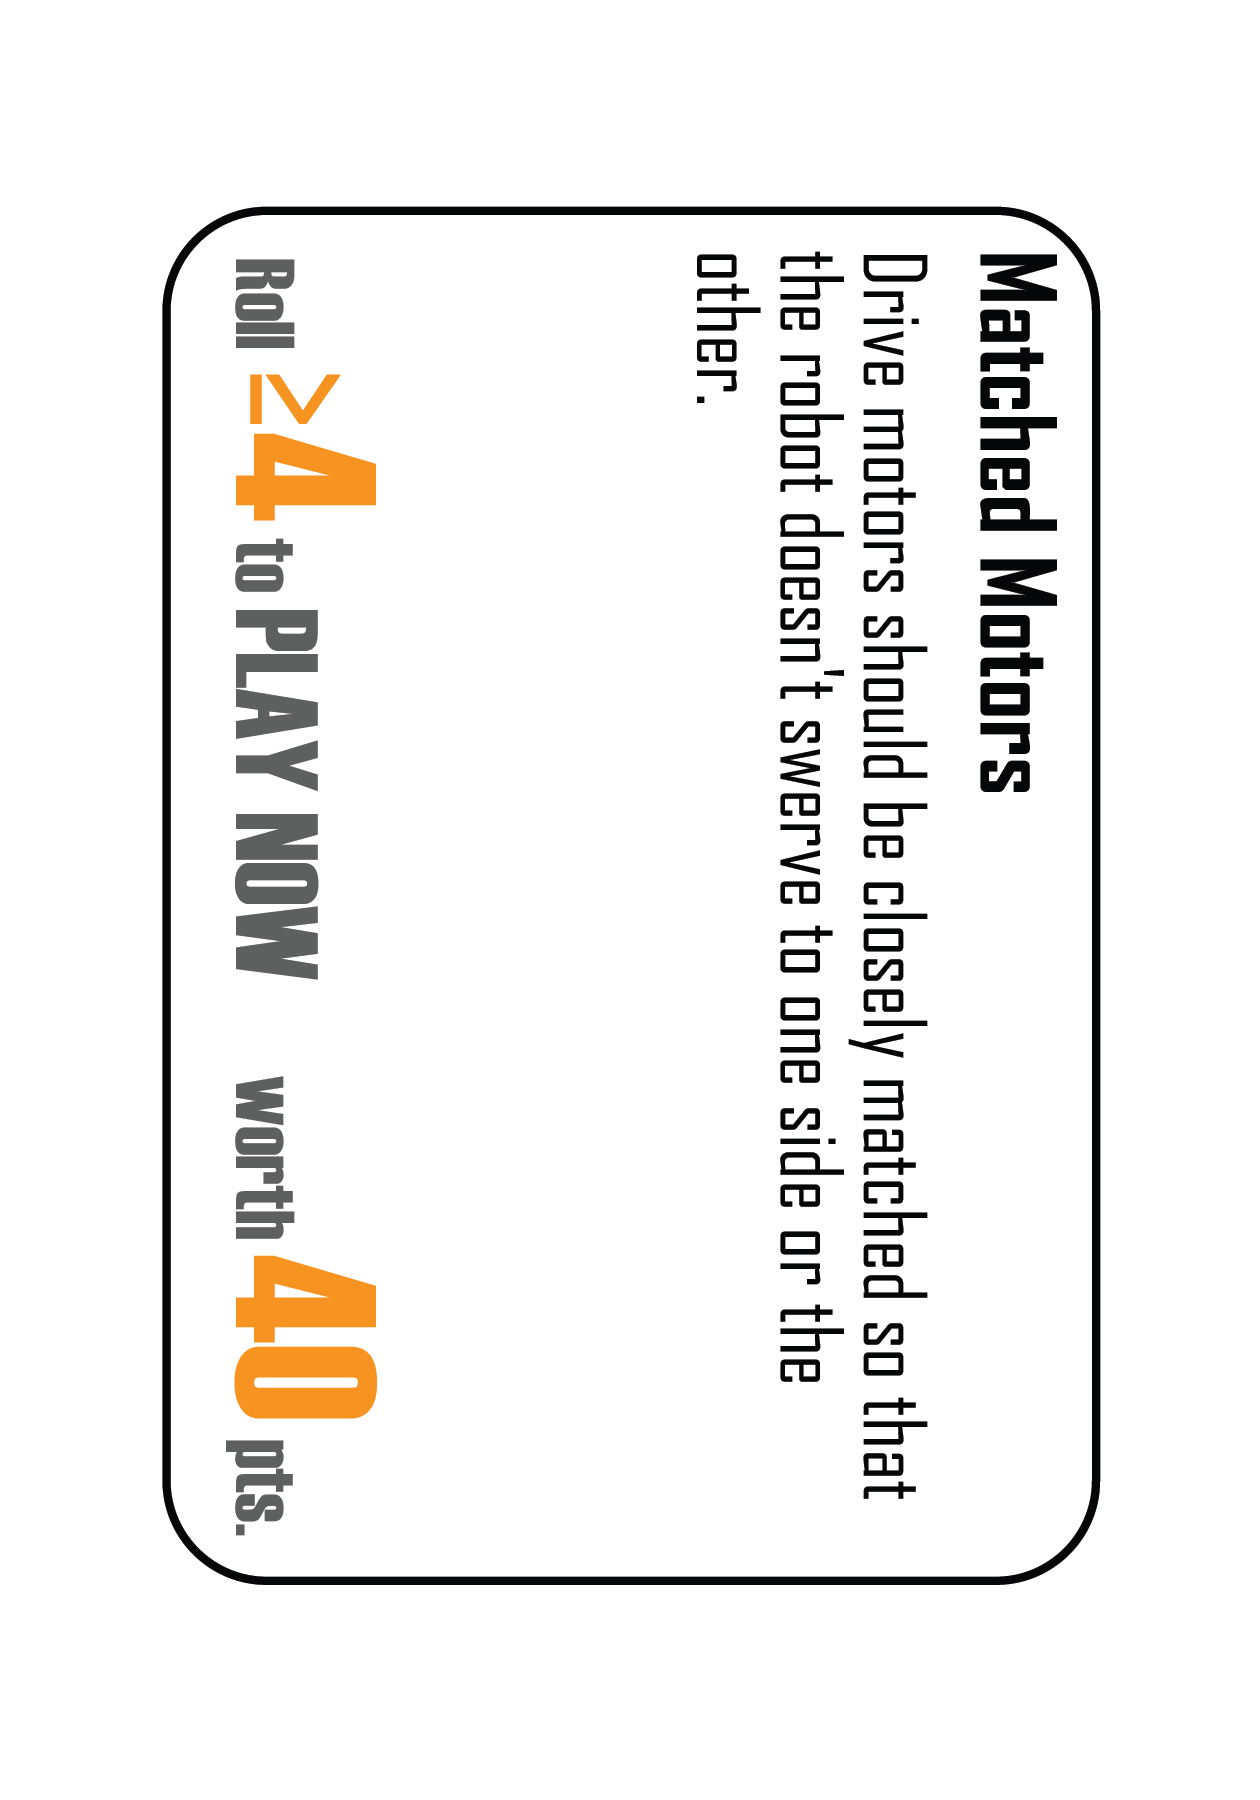 Matched Motors
Drive motors should be closely matched so that
the robot doesn't swerve to one side or the
other.
Roll ≥4 to PLAY NOW worth 40 pts.